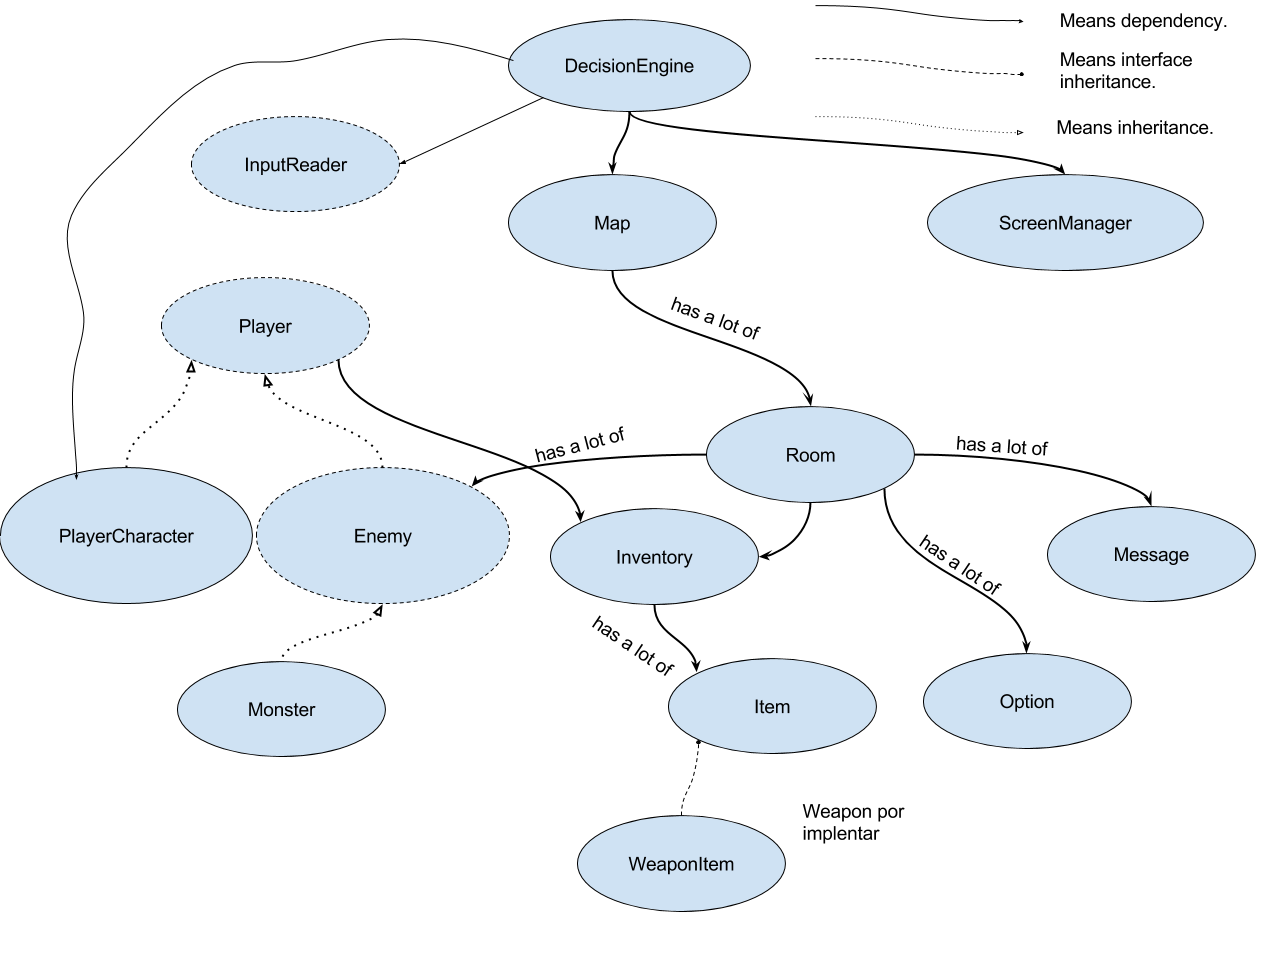 DecisionEngine
Means dependency.
Means interface
inheritance.
Means inheritance.
InputReader
Map
ScreenManager
has a lot of
Player
Room
has a lot of
has a lot of
PlayerCharacter
Enemy
Inventory
Message
has a lot of
has a lot of
Monster
Item
Option
Weapon por
implentar
WeaponItem